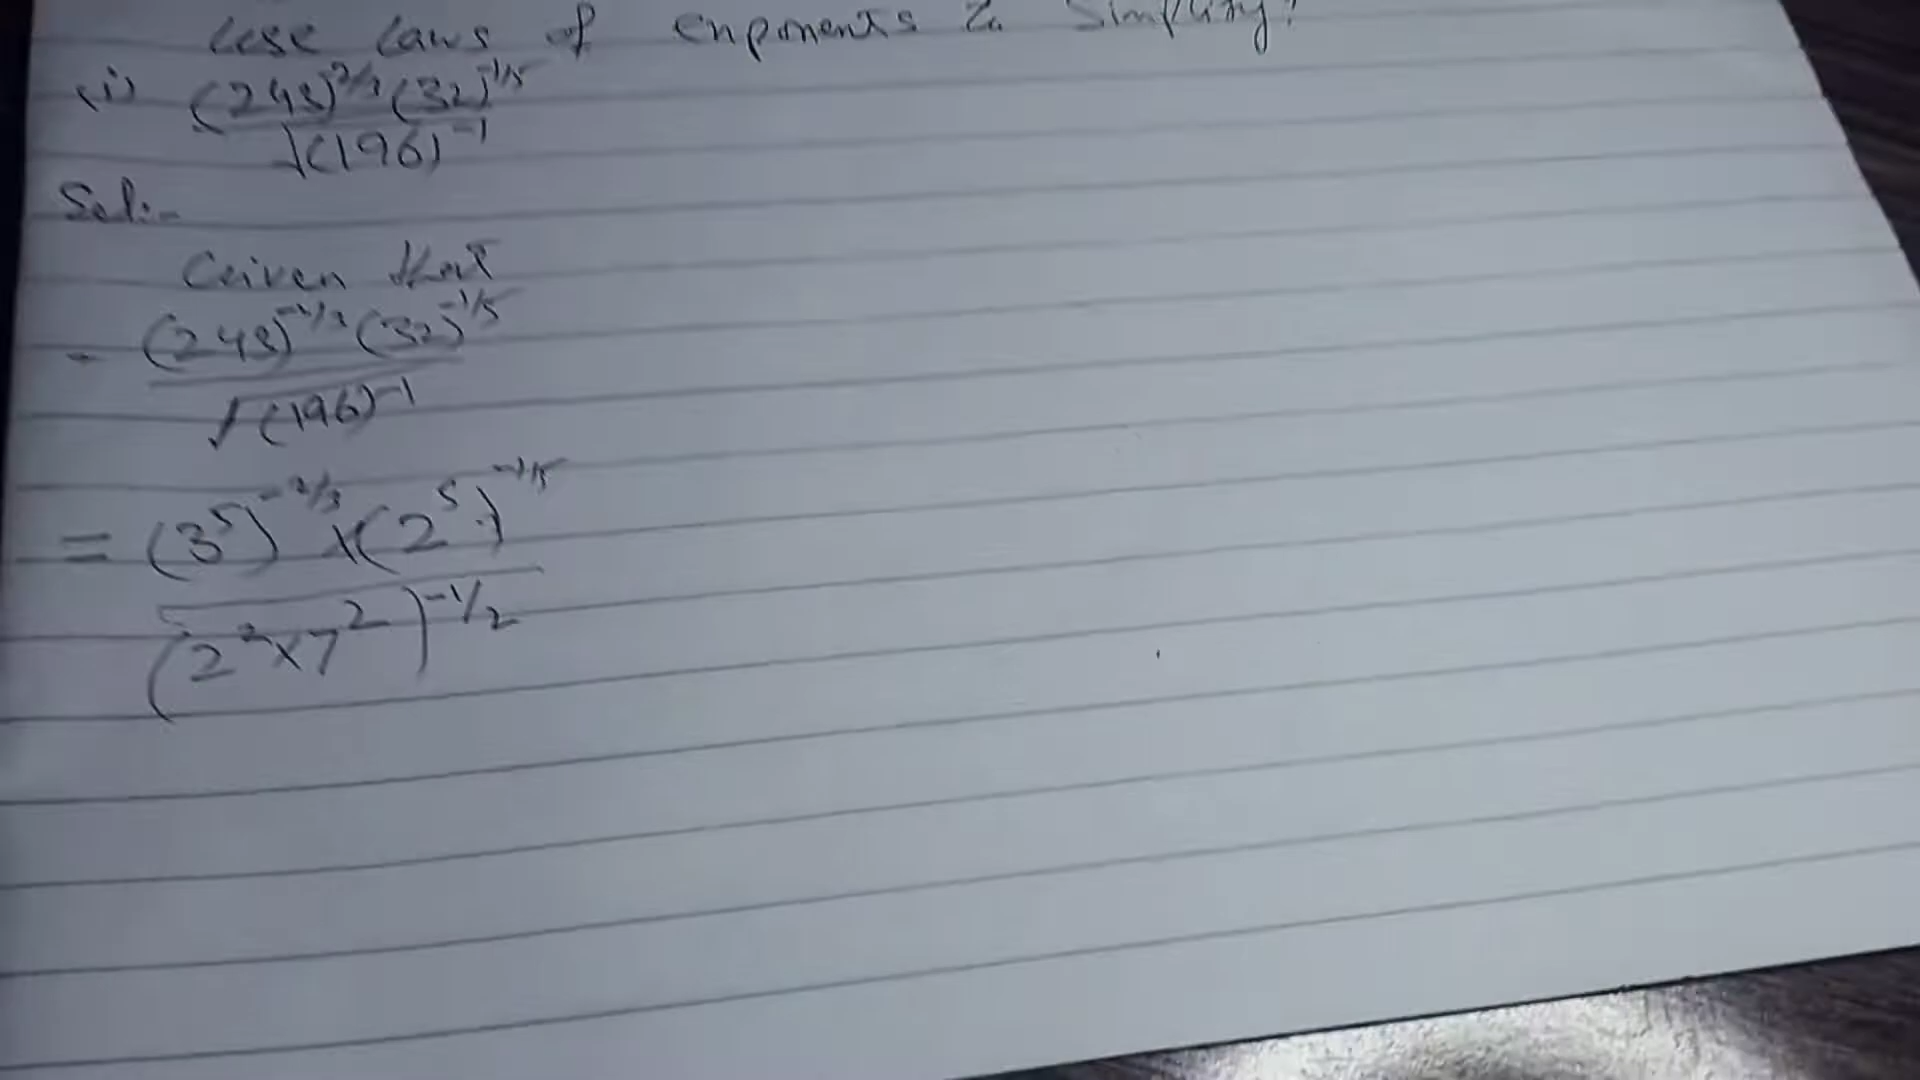 Use Laws of enponents to Simplify:
(i) (243)^2/3 (32)^-1/5
√(196)^-1
Sol:-
Given that
- (243)^-2/3 (32)^-1/5
√(196)^-1
= (3^5)^-2/3 x (2^5)^-1/5
(2^2 x 7^2)^-1/2